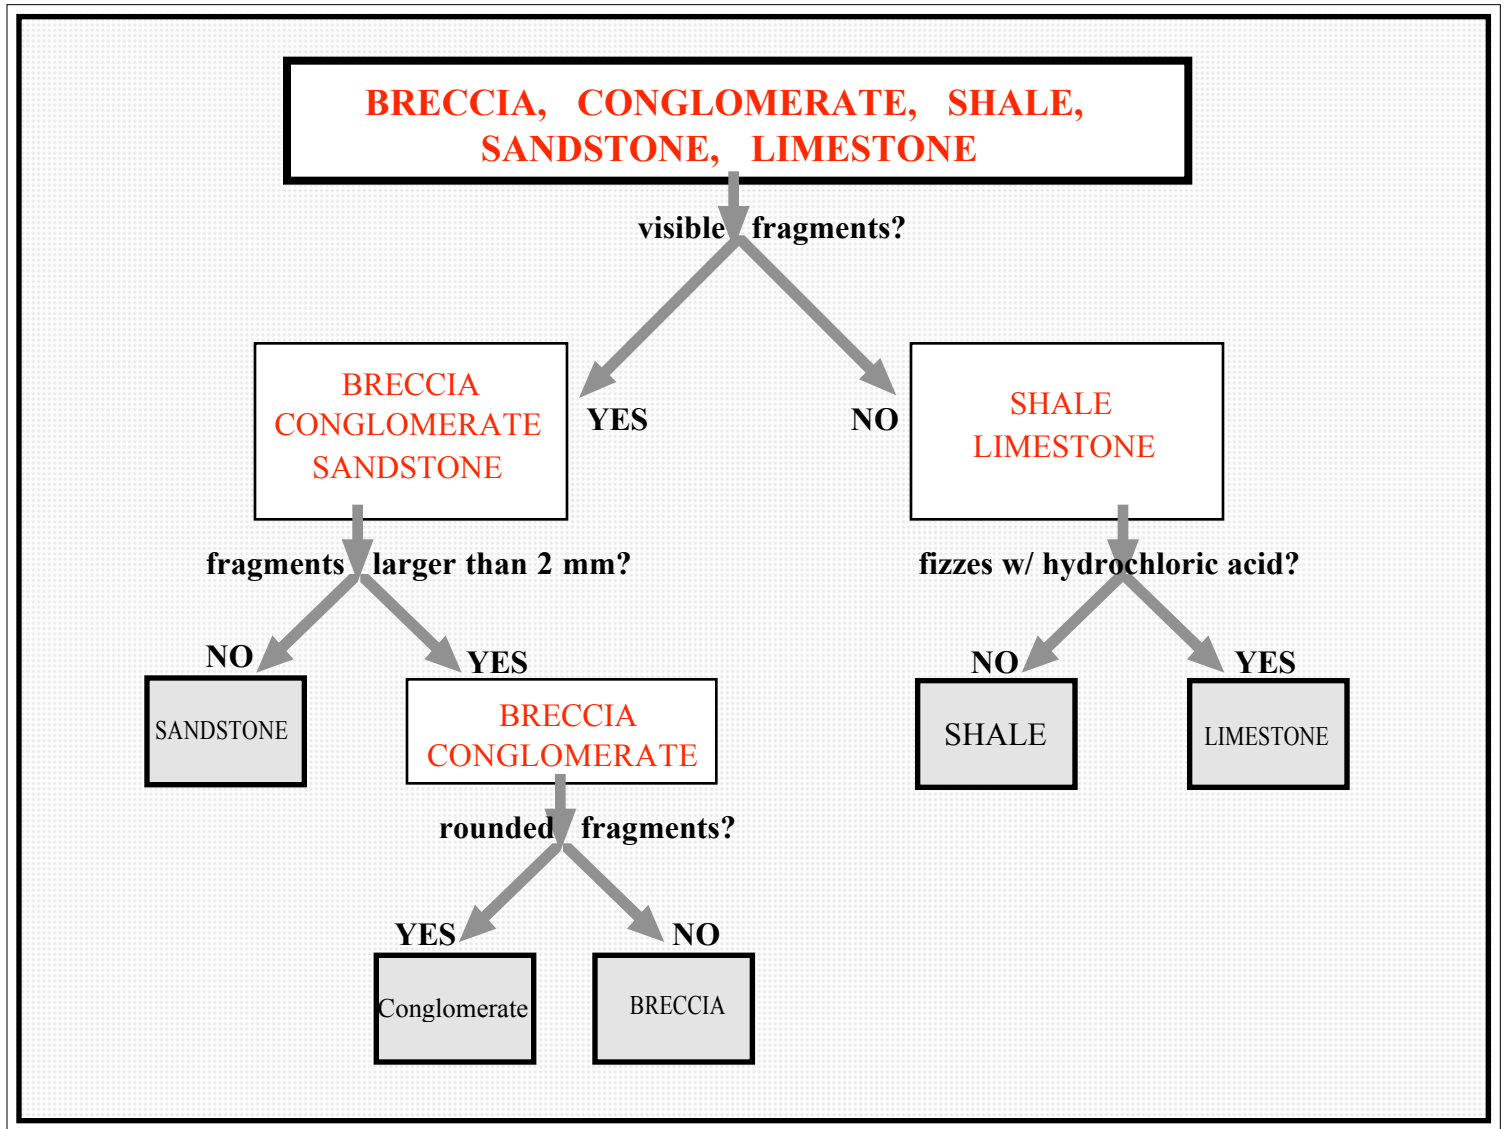 BRECCIA, CONGLOMERATE, SHALE,
SANDSTONE, LIMESTONE
visible fragments?
BRECCIA
CONGLOMERATE
SANDSTONE
YES
NO
SHALE
LIMESTONE
fragments larger than 2 mm?
fizzes w/ hydrochloric acid?
NO
YES
NO
YES
SANDSTONE
BRECCIA
CONGLOMERATE
SHALE
LIMESTONE
rounded fragments?
YES
NO
Conglomerate
BRECCIA